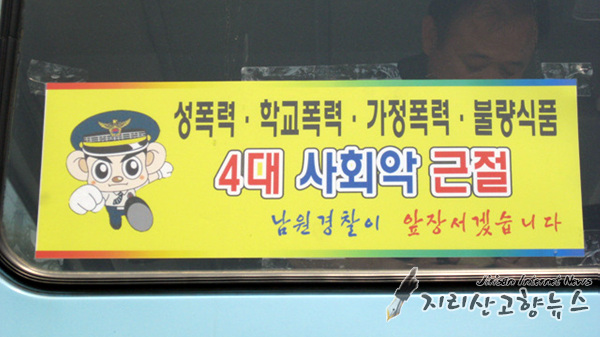 성폭력 · 학교폭력 · 가정폭력 · 불량식품
4대 사회악 근절
남원경찰이 앞장서겠습니다
Jirisan Internet News
지리산고향뉴스